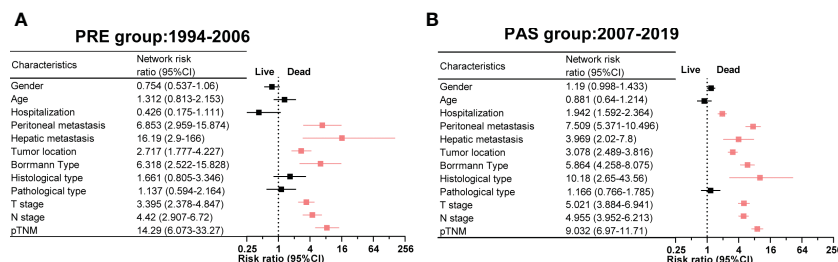 A
PRE group:1994-2006
Characteristics
Network risk
ratio (95%CI)
Live Dead
Gender 0.754 (0.537-1.06)
Age 1.312 (0.813-2.153)
Hospitalization 0.426 (0.175-1.111)
Peritoneal metastasis 6.853 (2.959-15.874)
Hepatic metastasis 16.19 (2.9-166)
Tumor location 2.717 (1.777-4.227)
Borrmann Type 6.318 (2.522-15.828)
Histological type 1.661 (0.805-3.346)
Pathological type 1.137 (0.594-2.164)
T stage 3.395 (2.378-4.847)
N stage 4.42 (2.907-6.72)
pTNM 14.29 (6.073-33.27)
0.25 1 4 16 64 256
Risk ratio (95%CI)
B
PAS group:2007-2019
Characteristics
Network risk
ratio (95%CI)
Live Dead
Gender 1.19 (0.998-1.433)
Age 0.881 (0.64-1.214)
Hospitalization 1.942 (1.592-2.364)
Peritoneal metastasis 7.509 (5.371-10.496)
Hepatic metastasis 3.969 (2.02-7.8)
Tumor location 3.078 (2.489-3.816)
Borrmann Type 5.864 (4.258-8.075)
Histological type 10.18 (2.65-43.56)
Pathological type 1.166 (0.766-1.785)
T stage 5.021 (3.884-6.941)
N stage 4.955 (3.952-6.213)
pTNM 9.032 (6.97-11.71)
0.25 1 4 16 64 256
Risk ratio (95%CI)